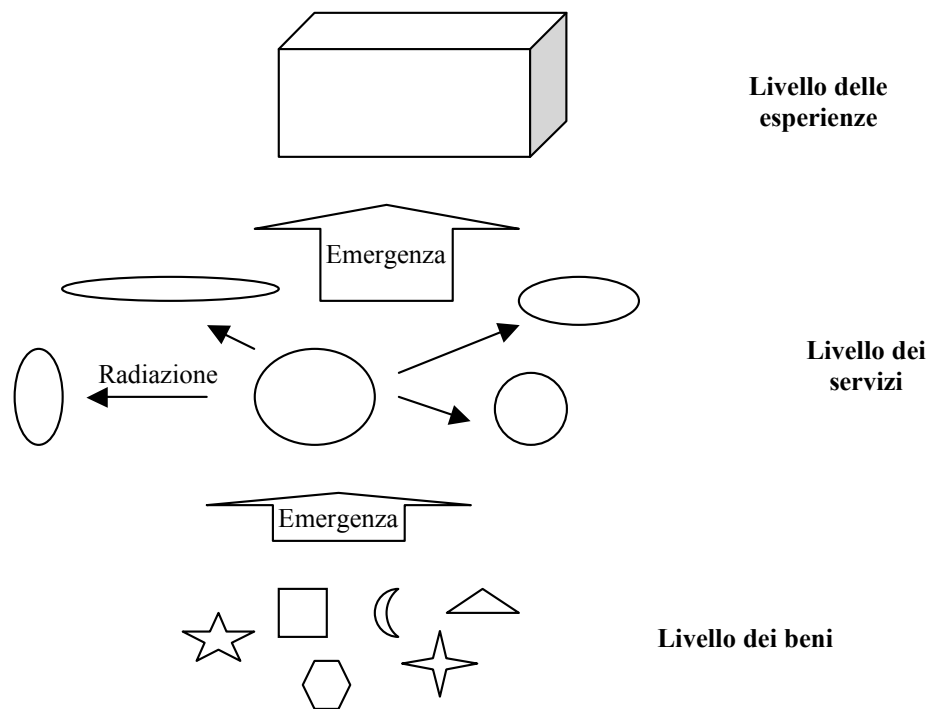 Livello delle
esperienze
Emergenza
Radiazione
Livello dei
servizi
Emergenza
Livello dei beni